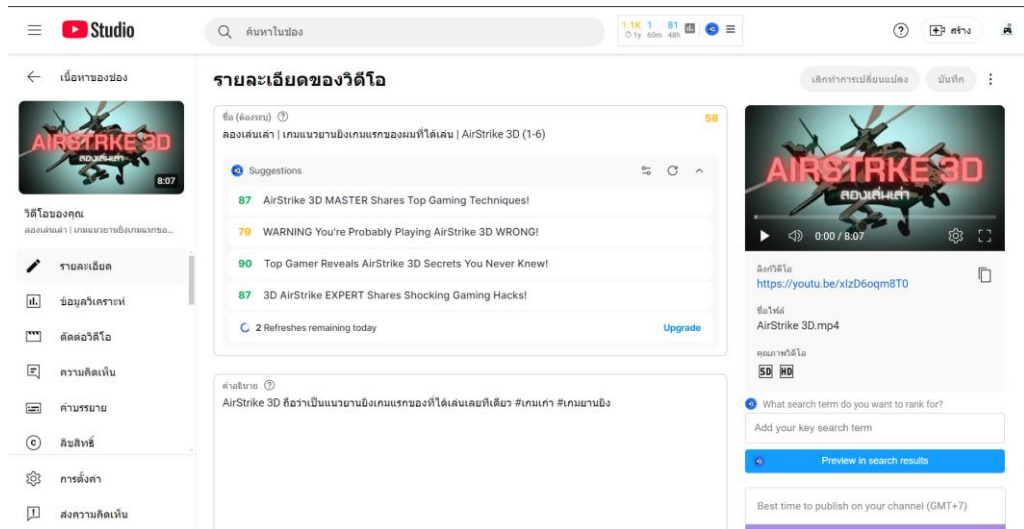 Studio
ค้นหาในช่อง
1.1K 1 81
1y 60m 48h
สร้าง
เนื้อหาของช่อง
AIRSTRKE 3D
ลองเล่นเล่า
8:07
วิดีโอของคุณ
ลองเล่นเล่า | เกมแนวยานยิงเกมแรกของผ...
รายละเอียด
ข้อมูลวิเคราะห์
ตัดต่อวิดีโอ
ความคิดเห็น
คำบรรยาย
ลิขสิทธิ์
การตั้งค่า
ส่งความคิดเห็น
รายละเอียดของวิดีโอ
เลิกทำการเปลี่ยนแปลง
บันทึก
ชื่อ (ต้องระบุ)
58
ลองเล่นเล่า | เกมแนวยานยิงเกมแรกของผมที่ได้เล่น | AirStrike 3D (1-6)
Suggestions
87 AirStrike 3D MASTER Shares Top Gaming Techniques!
79 WARNING You're Probably Playing AirStrike 3D WRONG!
90 Top Gamer Reveals AirStrike 3D Secrets You Never Knew!
87 3D AirStrike EXPERT Shares Shocking Gaming Hacks!
2 Refreshes remaining today
Upgrade
คำอธิบาย
AirStrike 3D ถือว่าเป็นแนวยานยิงเกมแรกของที่ได้เล่นเลยทีเดียว #เกมเก่า #เกมยานยิง
AIRSTRKE 3D
ลองเล่นเล่า
0:00 / 8:07
ลิงก์วิดีโอ
https://youtu.be/xIzD6oqm8T0
ชื่อไฟล์
AirStrike 3D.mp4
คุณภาพวิดีโอ
SD HD
What search term do you want to rank for?
Add your key search term
Preview in search results
Best time to publish on your channel (GMT+7)